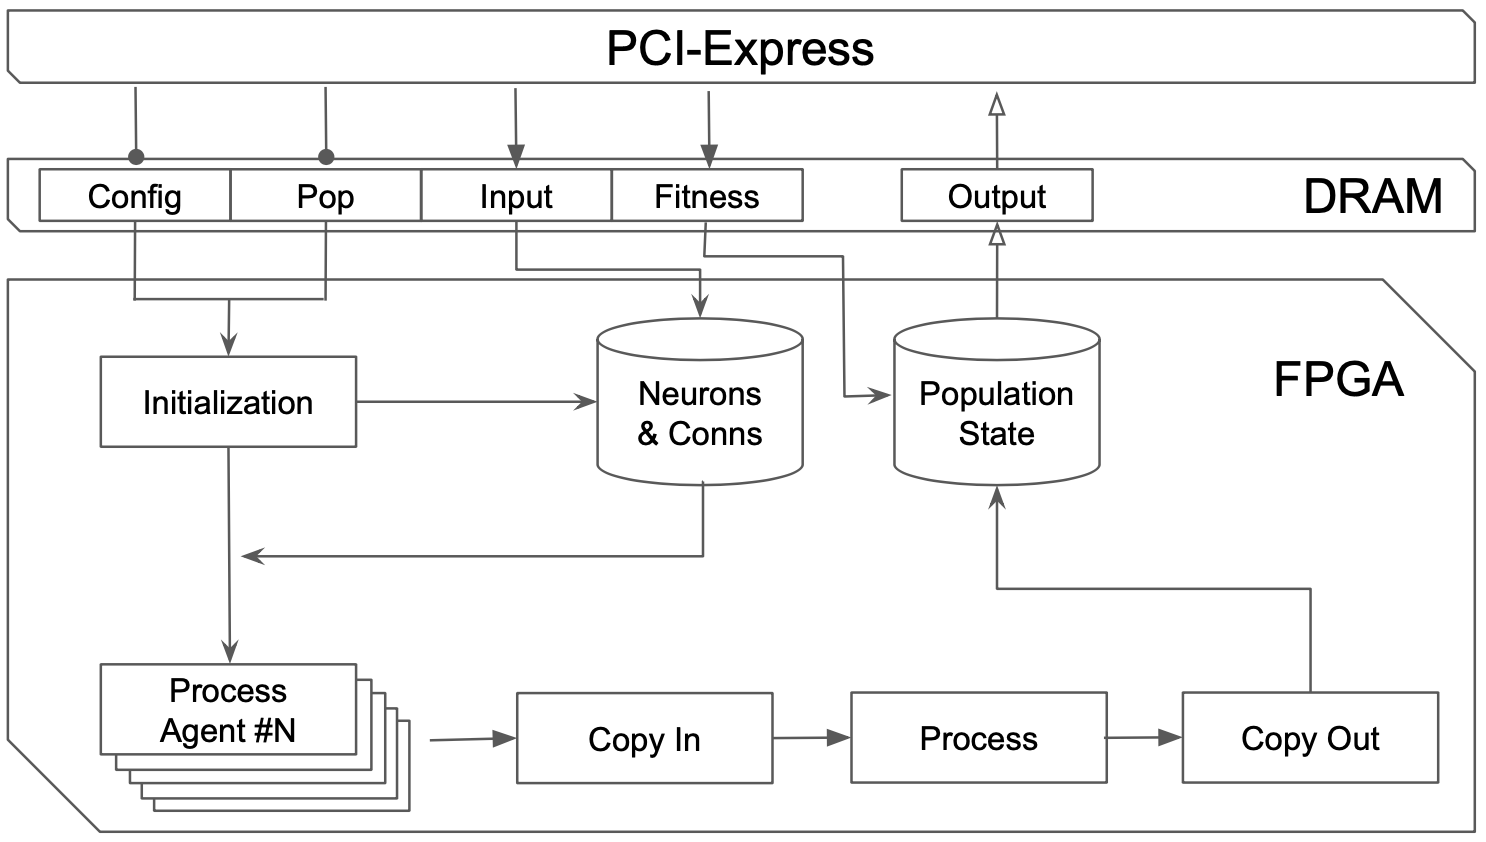 PCI-Express
Config
Pop
Input
Fitness
Output
DRAM
FPGA
Initialization
Neurons
& Conns
Population
State
Process
Agent #N
Copy In
Process
Copy Out